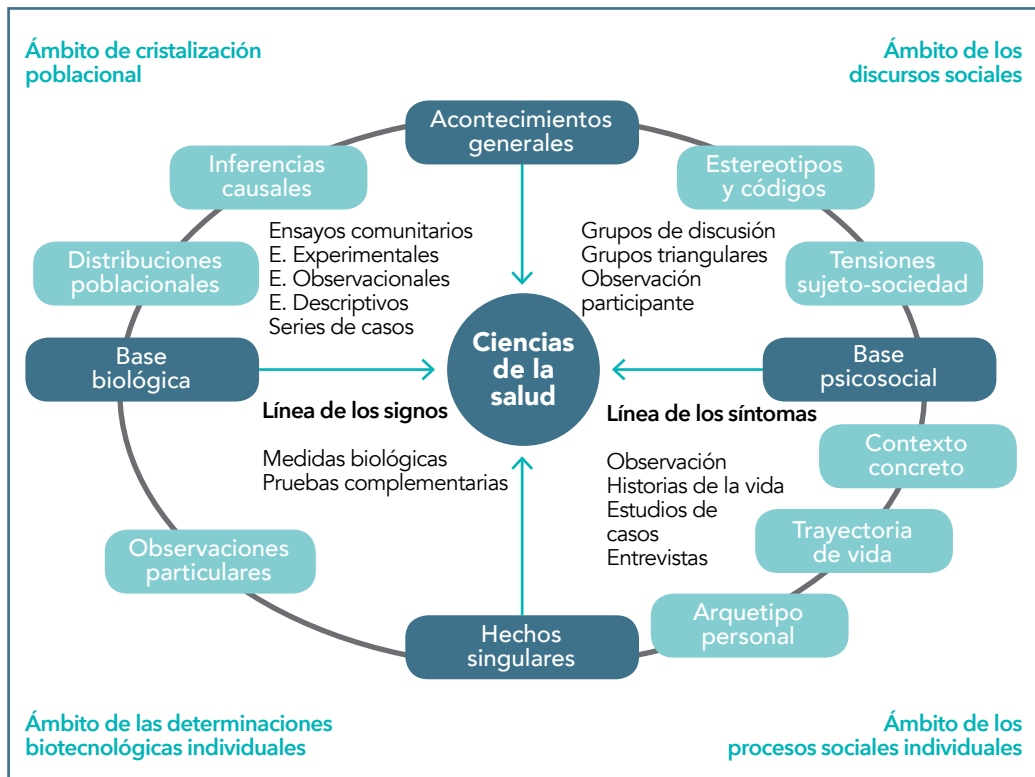 Ámbito de cristalización
poblacional
Ámbito de los
discursos sociales
Acontecimientos
generales
Inferencias
causales
Estereotipos
y códigos
Ensayos comunitarios
E. Experimentales
E. Observacionales
E. Descriptivos
Series de casos
Grupos de discusión
Grupos triangulares
Observación
participante
Distribuciones
poblacionales
Tensiones
sujeto-sociedad
Base
biológica
Ciencias
de la
salud
Base
psicosocial
Línea de los signos
Línea de los síntomas
Medidas biológicas
Pruebas complementarias
Observación
Historias de la vida
Estudios de
casos
Entrevistas
Contexto
concreto
Trayectoria
de vida
Observaciones
particulares
Arquetipo
personal
Hechos
singulares
Ámbito de las determinaciones
biotecnológicas individuales
Ámbito de los
procesos sociales individuales